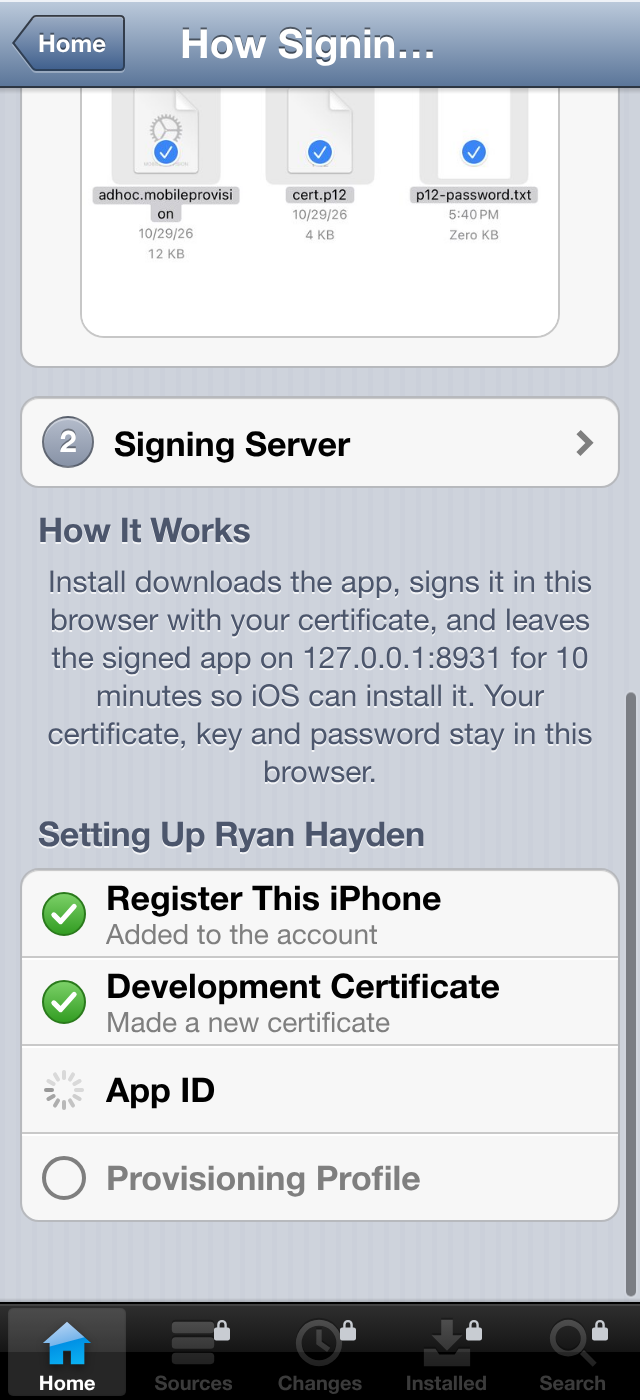 Home
How Signin...
adhoc.mobileprovisi
on
10/29/26
12 KB
cert.p12
10/29/26
4 KB
p12-password.txt
5:40 PM
Zero KB
2
Signing Server
How It Works
Install downloads the app, signs it in this
browser with your certificate, and leaves
the signed app on 127.0.0.1:8931 for 10
minutes so iOS can install it. Your
certificate, key and password stay in this
browser.
Setting Up Ryan Hayden
Register This iPhone
Added to the account
Development Certificate
Made a new certificate
App ID
Provisioning Profile
Home
Sources
Changes
Installed
Search